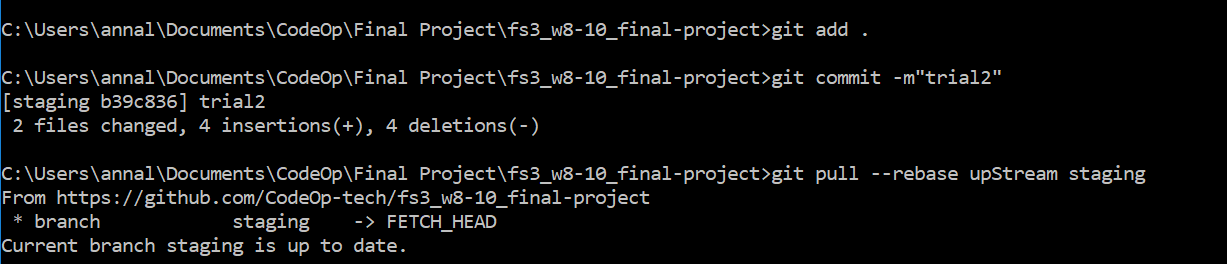 C:\Users\annal\Documents\CodeOp\Final Project\fs3_w8-10_final-project>git add .
C:\Users\annal\Documents\CodeOp\Final Project\fs3_w8-10_final-project>git commit -m"trial2"
[staging b39c836] trial2
 2 files changed, 4 insertions(+), 4 deletions(-)
C:\Users\annal\Documents\CodeOp\Final Project\fs3_w8-10_final-project>git pull --rebase upStream staging
From https://github.com/CodeOp-tech/fs3_w8-10_final-project
 * branch            staging    -> FETCH_HEAD
Current branch staging is up to date.